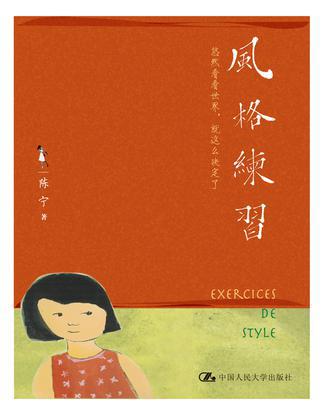 風格練習
悠然看看世界，就这么决定了
陈宁 著
EXERCICES
DE
STYLE
中国人民大学出版社